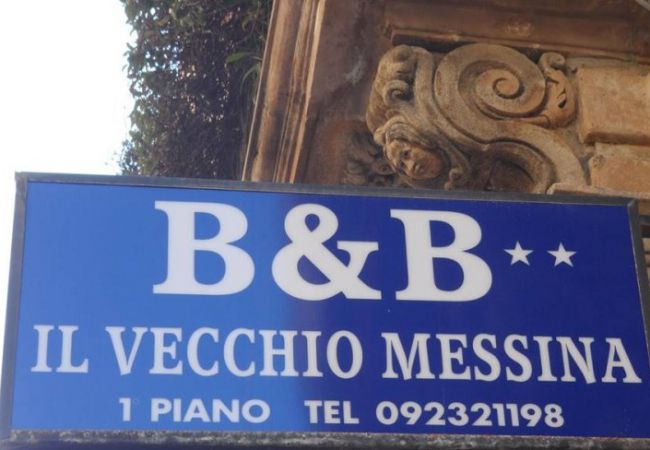 B&B★★
IL VECCHIO MESSINA
1 PIANO TEL 092321198